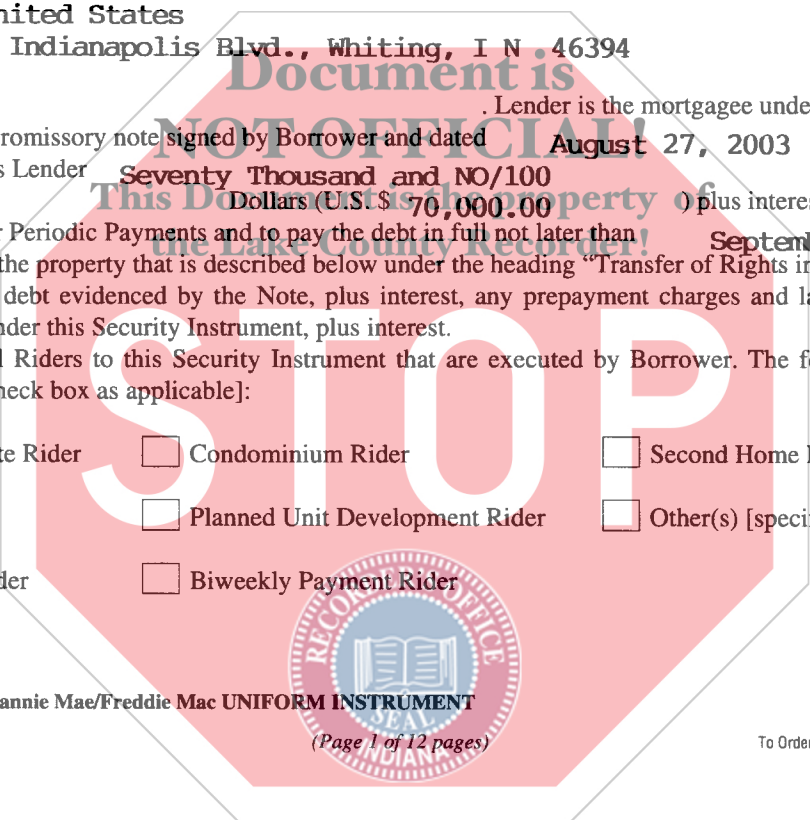 nited States
Indianapolis Blvd., Whiting, I N 46394
Document is
. Lender is the mortgagee unde
NOT OFFICIAL!
romissory note signed by Borrower and dated August 27, 2003
s Lender Seventy Thousand and NO/100
This Document is the property of
Dollars (U.S. $ 70,000.00 ) plus intere
Periodic Payments and to pay the debt in full not later than Septem
the Lake County Recorder!
the property that is described below under the heading “Transfer of Rights in
debt evidenced by the Note, plus interest, any prepayment charges and la
nder this Security Instrument, plus interest.
l Riders to this Security Instrument that are executed by Borrower. The fo
heck box as applicable]:
STOP
te Rider Condominium Rider Second Home
Planned Unit Development Rider Other(s) [speci
der Biweekly Payment Rider
RECORDER'S OFFICE
SEAL
INDIANA
annie Mae/Freddie Mac UNIFORM INSTRUMENT
(Page 1 of 12 pages)
To Order